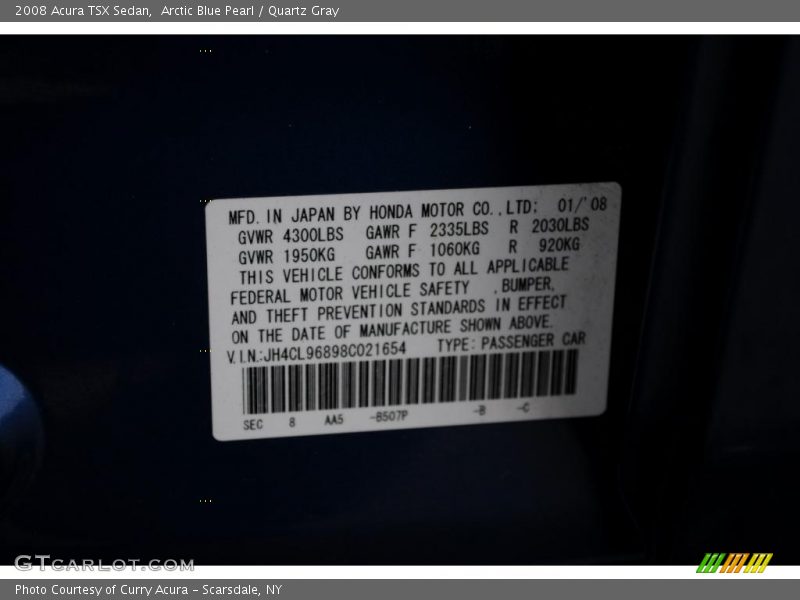 2008 Acura TSX Sedan,  Arctic Blue Pearl / Quartz Gray
MFD. IN JAPAN BY HONDA MOTOR CO.,LTD: 01/'08
GVWR 4300LBS GAWR F 2335LBS R 2030LBS
GVWR 1950KG GAWR F 1060KG R 920KG
THIS VEHICLE CONFORMS TO ALL APPLICABLE
FEDERAL MOTOR VEHICLE SAFETY ,BUMPER,
AND THEFT PREVENTION STANDARDS IN EFFECT
ON THE DATE OF MANUFACTURE SHOWN ABOVE.
V.I.N.:JH4CL96898C021654 TYPE: PASSENGER CAR
SEC 8 AA5 -B507P -B -C
GTCARLOT.COM
Photo Courtesy of Curry Acura - Scarsdale, NY